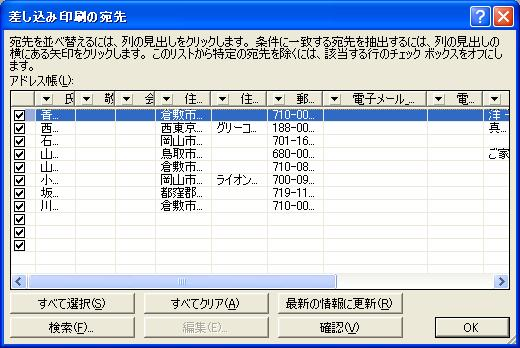 差し込み印刷の宛先
宛先を並べ替えるには、列の見出しをクリックします。条件に一致する宛先を抽出するには、列の見出しの
横にある矢印をクリックします。このリストから特定の宛先を除くには、該当する行のチェック ボックスをオフにし
ます。
アドレス帳(L):
氏 敬 会 住... 住... 郵... 電子メール_... 電...
倉敷市... 710-00... 洋 -
西... 西東京... グリーコ... 188-00... 真...
石... 岡山市... 701-16...
山... 鳥取市... 680-00... ご家
山... 倉敷市... 710-08...
小... 岡山市... ライオン... 700-09...
坂... 都窪郡... 719-11...
川... 倉敷市... 710-00...
すべて選択(S) すべてクリア(A) 最新の情報に更新(R)
検索(F)... 編集(E)... 確認(V) OK